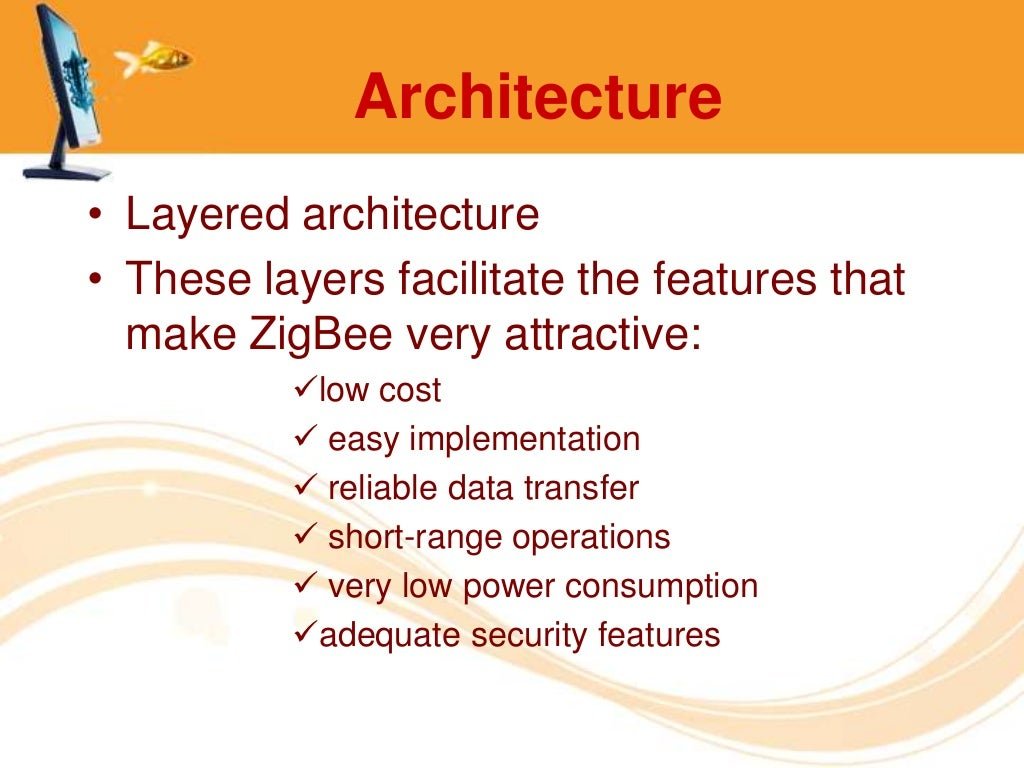 Architecture
• Layered architecture
• These layers facilitate the features that
make ZigBee very attractive:
✓low cost
✓ easy implementation
✓ reliable data transfer
✓ short-range operations
✓ very low power consumption
✓adequate security features